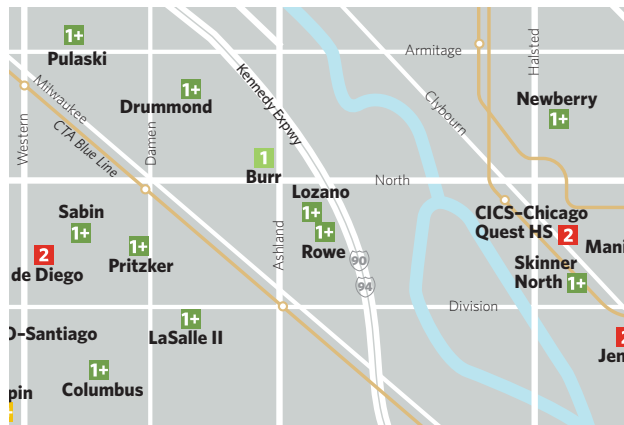 1+
Pulaski
Armitage
Halsted
Milwaukee
Kennedy Expwy
Clybourn
1+
Drummond
Newberry
1+
Western
CTA Blue Line
Damen
1
Burr
North
Lozano
1+
1+
Rowe
Ashland
Sabin
1+
1+
Pritzker
2
de Diego
CICS–Chicago
Quest HS
2
Mani
Skinner
North
1+
90
94
Division
1+
LaSalle II
O–Santiago
1+
Columbus
pin
2
Jen